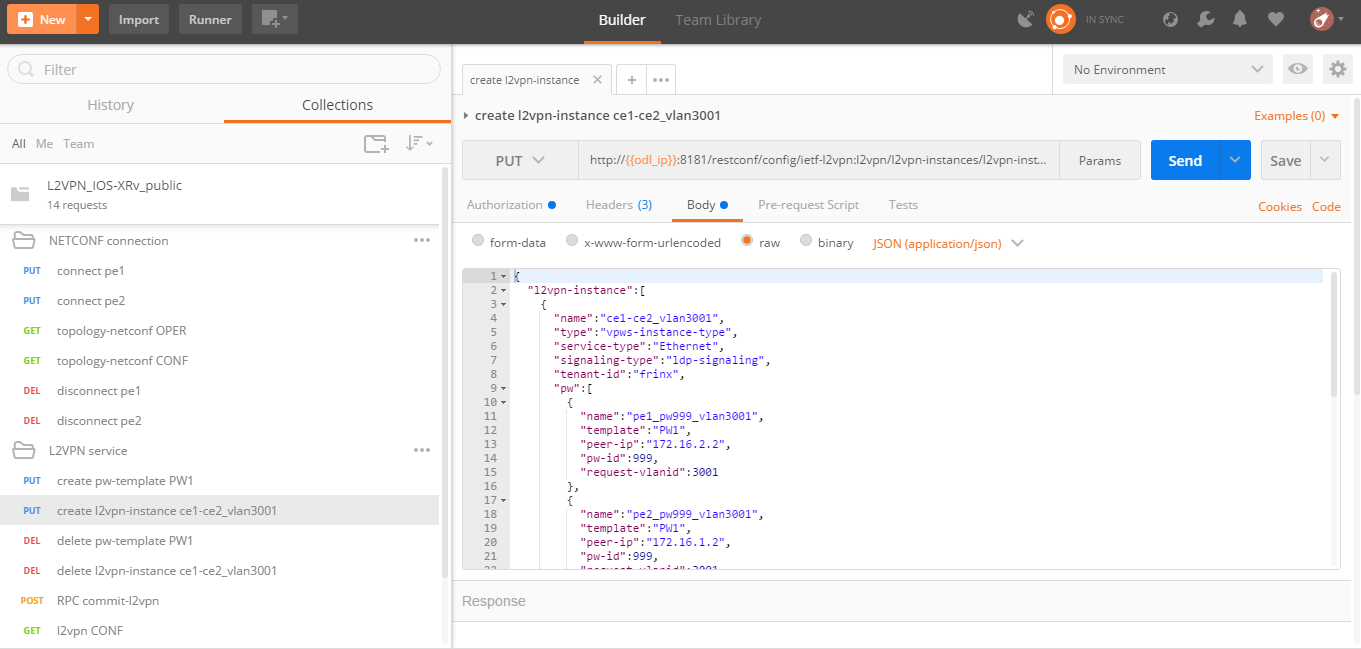 New Import Runner Builder Team Library IN SYNC
Filter
History Collections
All Me Team
L2VPN_IOS-XRv_public
14 requests
NETCONF connection
PUT connect pe1
PUT connect pe2
GET topology-netconf OPER
GET topology-netconf CONF
DEL disconnect pe1
DEL disconnect pe2
L2VPN service
PUT create pw-template PW1
PUT create l2vpn-instance ce1-ce2_vlan3001
DEL delete pw-template PW1
DEL delete l2vpn-instance ce1-ce2_vlan3001
POST RPC commit-l2vpn
GET l2vpn CONF
create l2vpn-instance
No Environment
create l2vpn-instance ce1-ce2_vlan3001 Examples (0)
PUT http://{{odl_ip}}:8181/restconf/config/ietf-l2vpn:l2vpn/l2vpn-instances/l2vpn-inst... Params Send Save
Authorization Headers (3) Body Pre-request Script Tests Cookies Code
form-data x-www-form-urlencoded raw binary JSON (application/json)
1 {
2 "l2vpn-instance":[
3 {
4 "name":"ce1-ce2_vlan3001",
5 "type":"vpws-instance-type",
6 "service-type":"Ethernet",
7 "signaling-type":"ldp-signaling",
8 "tenant-id":"frinx",
9 "pw":[
10 {
11 "name":"pe1_pw999_vlan3001",
12 "template":"PW1",
13 "peer-ip":"172.16.2.2",
14 "pw-id":999,
15 "request-vlanid":3001
16 },
17 {
18 "name":"pe2_pw999_vlan3001",
19 "template":"PW1",
20 "peer-ip":"172.16.1.2",
21 "pw-id":999,
22 "request-vlanid":3001
Response